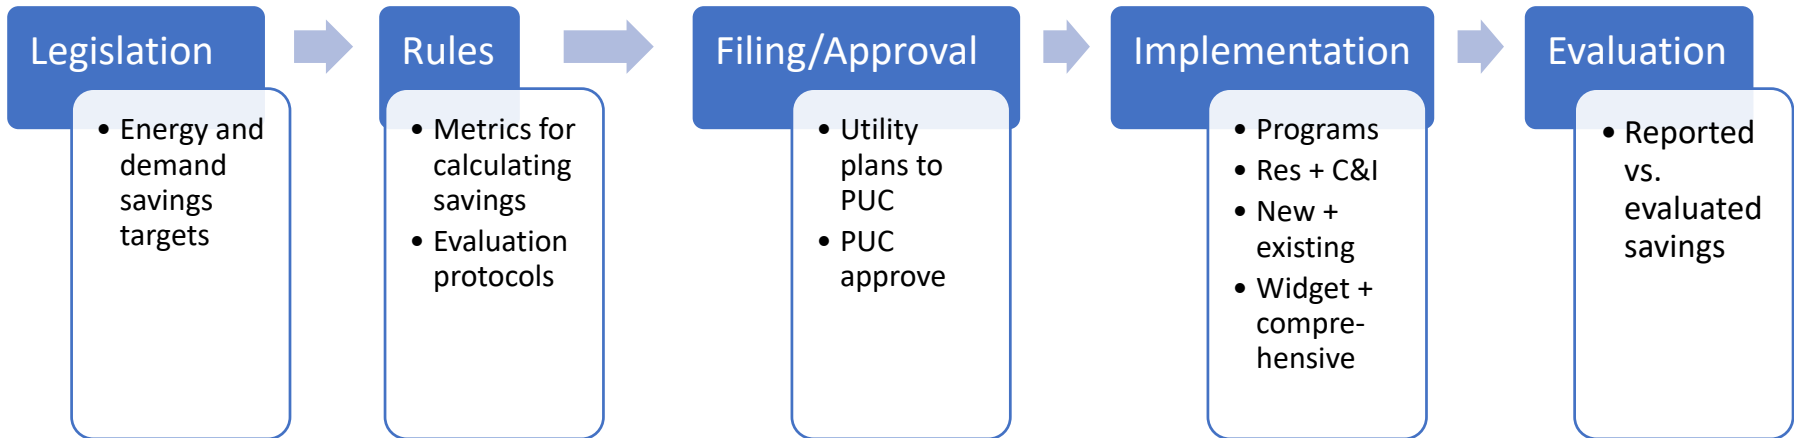 Legislation
• Energy and
demand
savings
targets
Rules
• Metrics for
calculating
savings
• Evaluation
protocols
Filing/Approval
• Utility
plans to
PUC
• PUC
approve
Implementation
• Programs
• Res + C&I
• New +
existing
• Widget +
compre-
hensive
Evaluation
• Reported
vs.
evaluated
savings